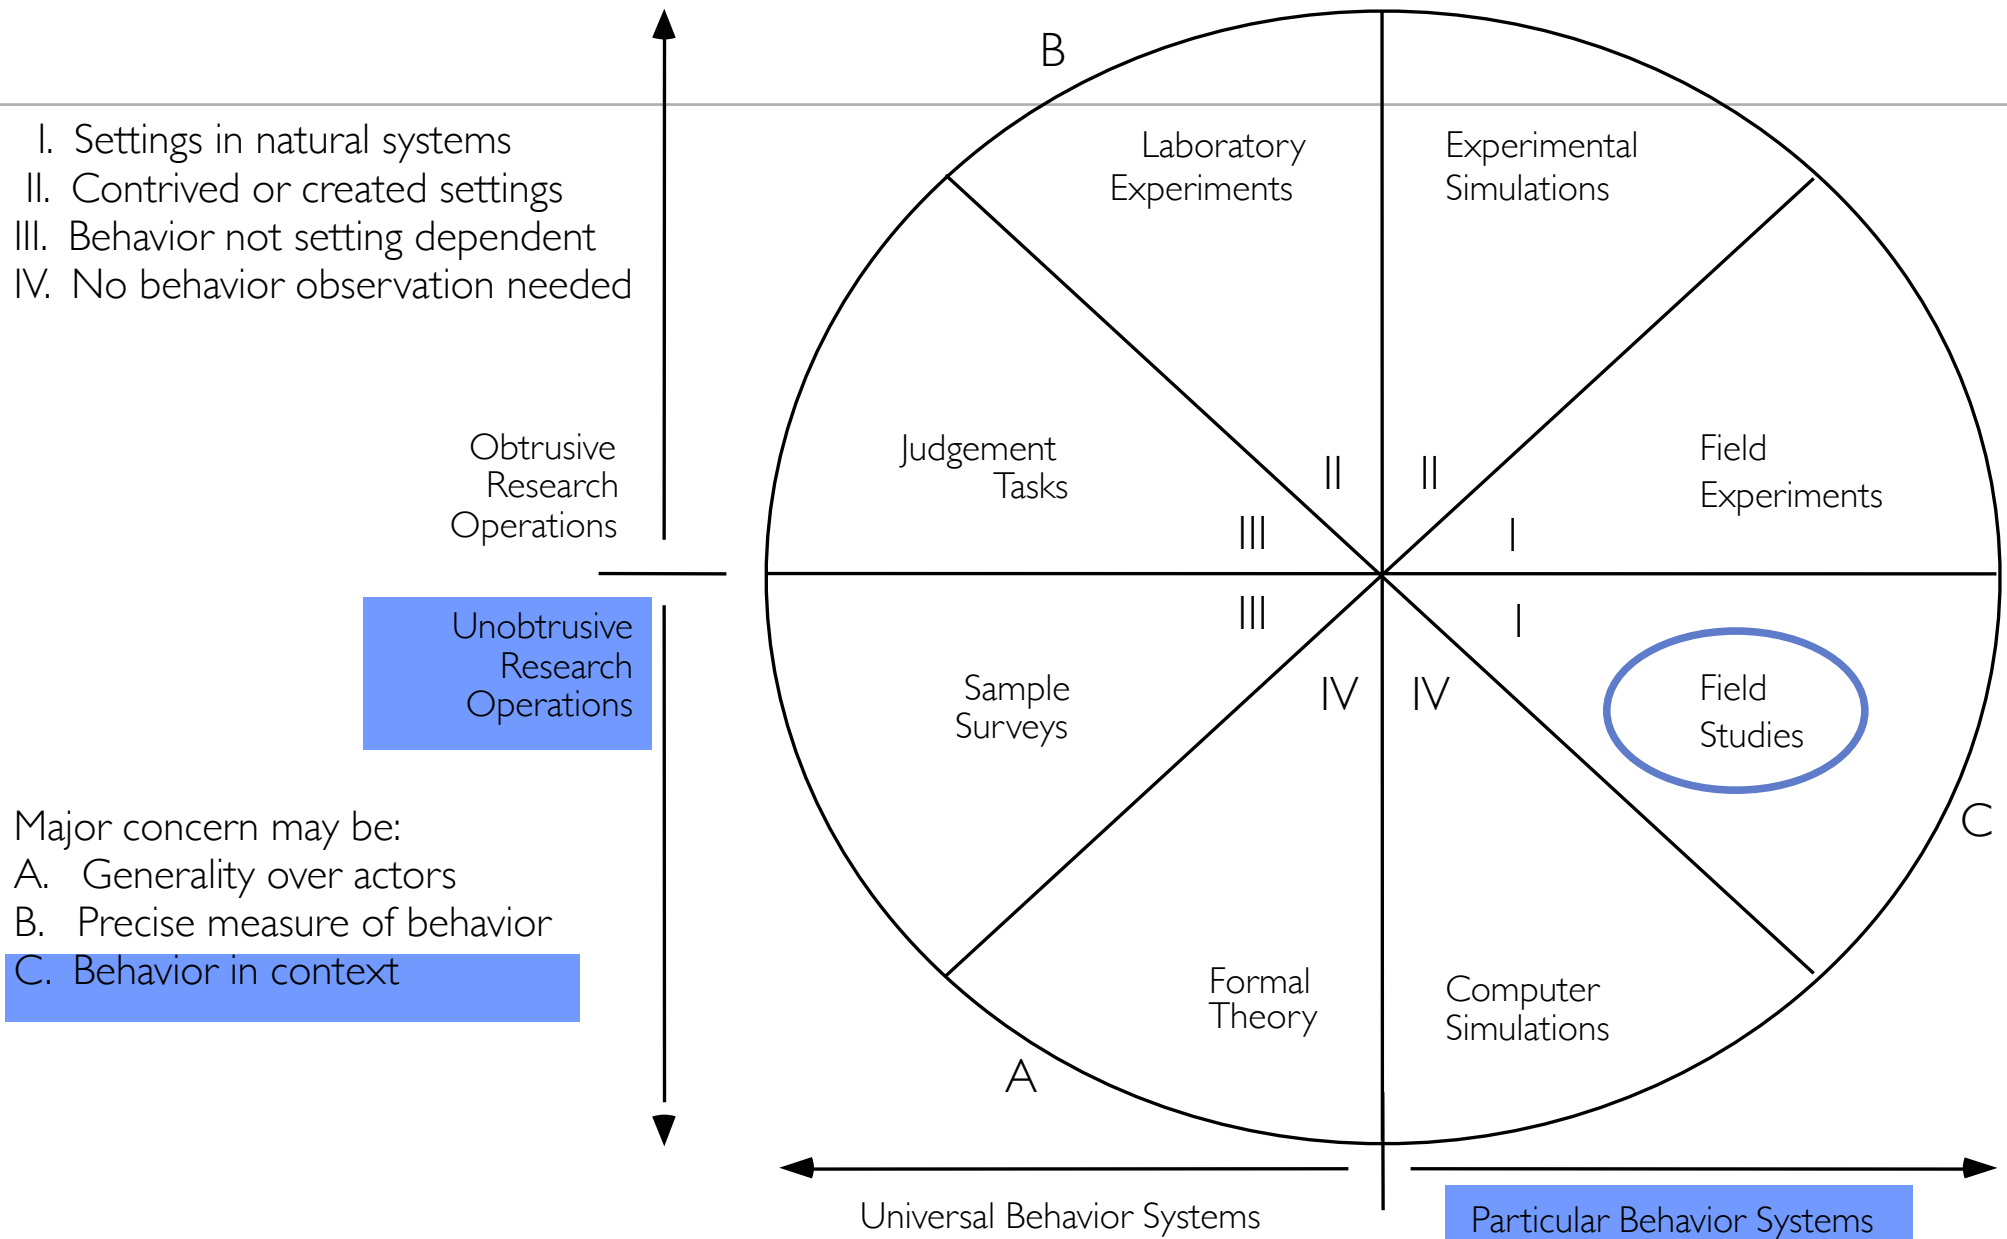 B
I. Settings in natural systems
II. Contrived or created settings
III. Behavior not setting dependent
IV. No behavior observation needed
Laboratory
Experiments
Experimental
Simulations
Obtrusive
Research
Operations
Judgement
Tasks
Field
Experiments
II
II
III
I
Unobtrusive
Research
Operations
III
I
Sample
Surveys
IV
IV
Field
Studies
Major concern may be:
A. Generality over actors
B. Precise measure of behavior
C. Behavior in context
C
Formal
Theory
Computer
Simulations
A
Universal Behavior Systems
Particular Behavior Systems